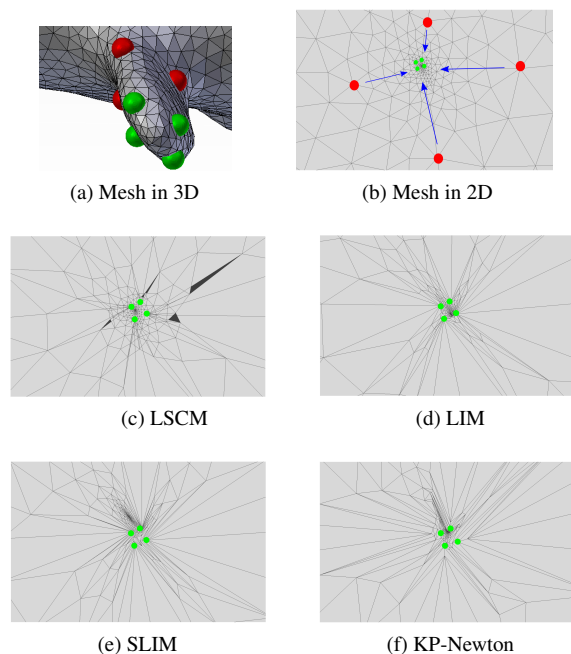 (a) Mesh in 3D
(b) Mesh in 2D
(c) LSCM
(d) LIM
(e) SLIM
(f) KP-Newton